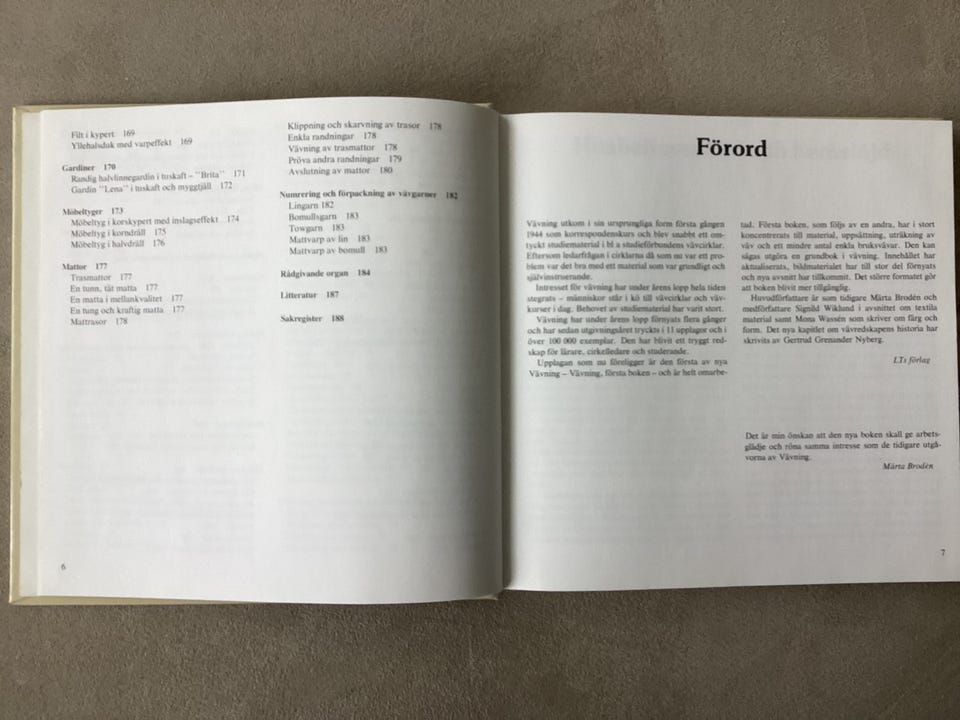 Filt i kypert 169
Yllehalsduk med varpeffekt 169
Gardiner 170
Randig halvlinnegardin i tuskaft – "Brita" 171
Gardin "Lena" i tuskaft och myggtjäll 172
Möbeltyger 173
Möbeltyg i korskypert med inslagseffekt 174
Möbeltyg i korndräll 175
Möbeltyg i halvdräll 176
Mattor 177
Trasmattor 177
En tunn, tät matta 177
En matta i mellankvalitet 177
En tung och kraftig matta 177
Mattrasor 178
6
Klippning och skarvning av trasor 178
Enkla randningar 178
Vävning av trasmattor 178
Pröva andra randningar 179
Avslutning av mattor 180
Numrering och förpackning av vävgarner 182
Lingarn 182
Bomullsgarn 183
Towgarn 183
Mattvarp av lin 183
Mattvarp av bomull 183
Rådgivande organ 184
Litteratur 187
Sakregister 188
Förord
Vävning utkom i sin ursprungliga form första gången
1944 som korrespondenskurs och blev snabbt ett om-
tyckt studiematerial i bl a studieförbundens vävcirklar.
Eftersom ledarfrågan i cirklarna då som nu var ett pro-
blem var det bra med ett material som var grundligt och
självinstruerande.
Intresset för vävning har under årens lopp hela tiden
stegrats – människor står i kö till vävcirklar och väv-
kurser i dag. Behovet av studiematerial har varit stort.
Vävning har under årens lopp förnyats flera gånger
och har sedan utgivningsåret tryckts i 11 upplagor och i
över 100 000 exemplar. Den har blivit ett tryggt red-
skap för lärare, cirkelledare och studerande.
Upplagan som nu föreligger är den första av nya
Vävning – Vävning, första boken – och är helt omarbe-
tad. Första boken, som följs av en andra, har i stort
koncentrerats till material, uppsättning, uträkning av
väv och ett mindre antal enkla bruksvävar. Den kan
sägas utgöra en grundbok i vävning. Innehållet har
aktualiserats, bildmaterialet har till stor del förnyats
och nya avsnitt har tillkommit. Det större formatet gör
att boken blivit mer tillgänglig.
Huvudförfattare är som tidigare Märta Brodén och
medförfattare Signild Wiklund i avsnittet om textila
material samt Mona Wassén som skriver om färg och
form. Det nya kapitlet om vävredskapens historia har
skrivits av Gertrud Grenander Nyberg.
LTs förlag
Det är min önskan att den nya boken skall ge arbets-
glädje och röna samma intresse som de tidigare utgå-
vorna av Vävning.
Märta Brodén
7